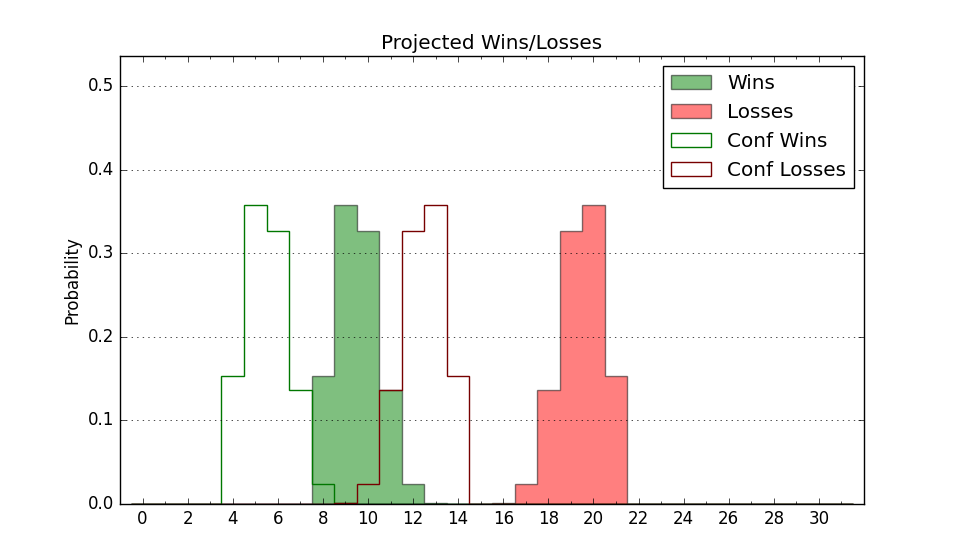 Projected Wins/Losses
Probability
0.5
0.4
0.3
0.2
0.1
0.0
Wins
Losses
Conf Wins
Conf Losses
0 2 4 6 8 10 12 14 16 18 20 22 24 26 28 30